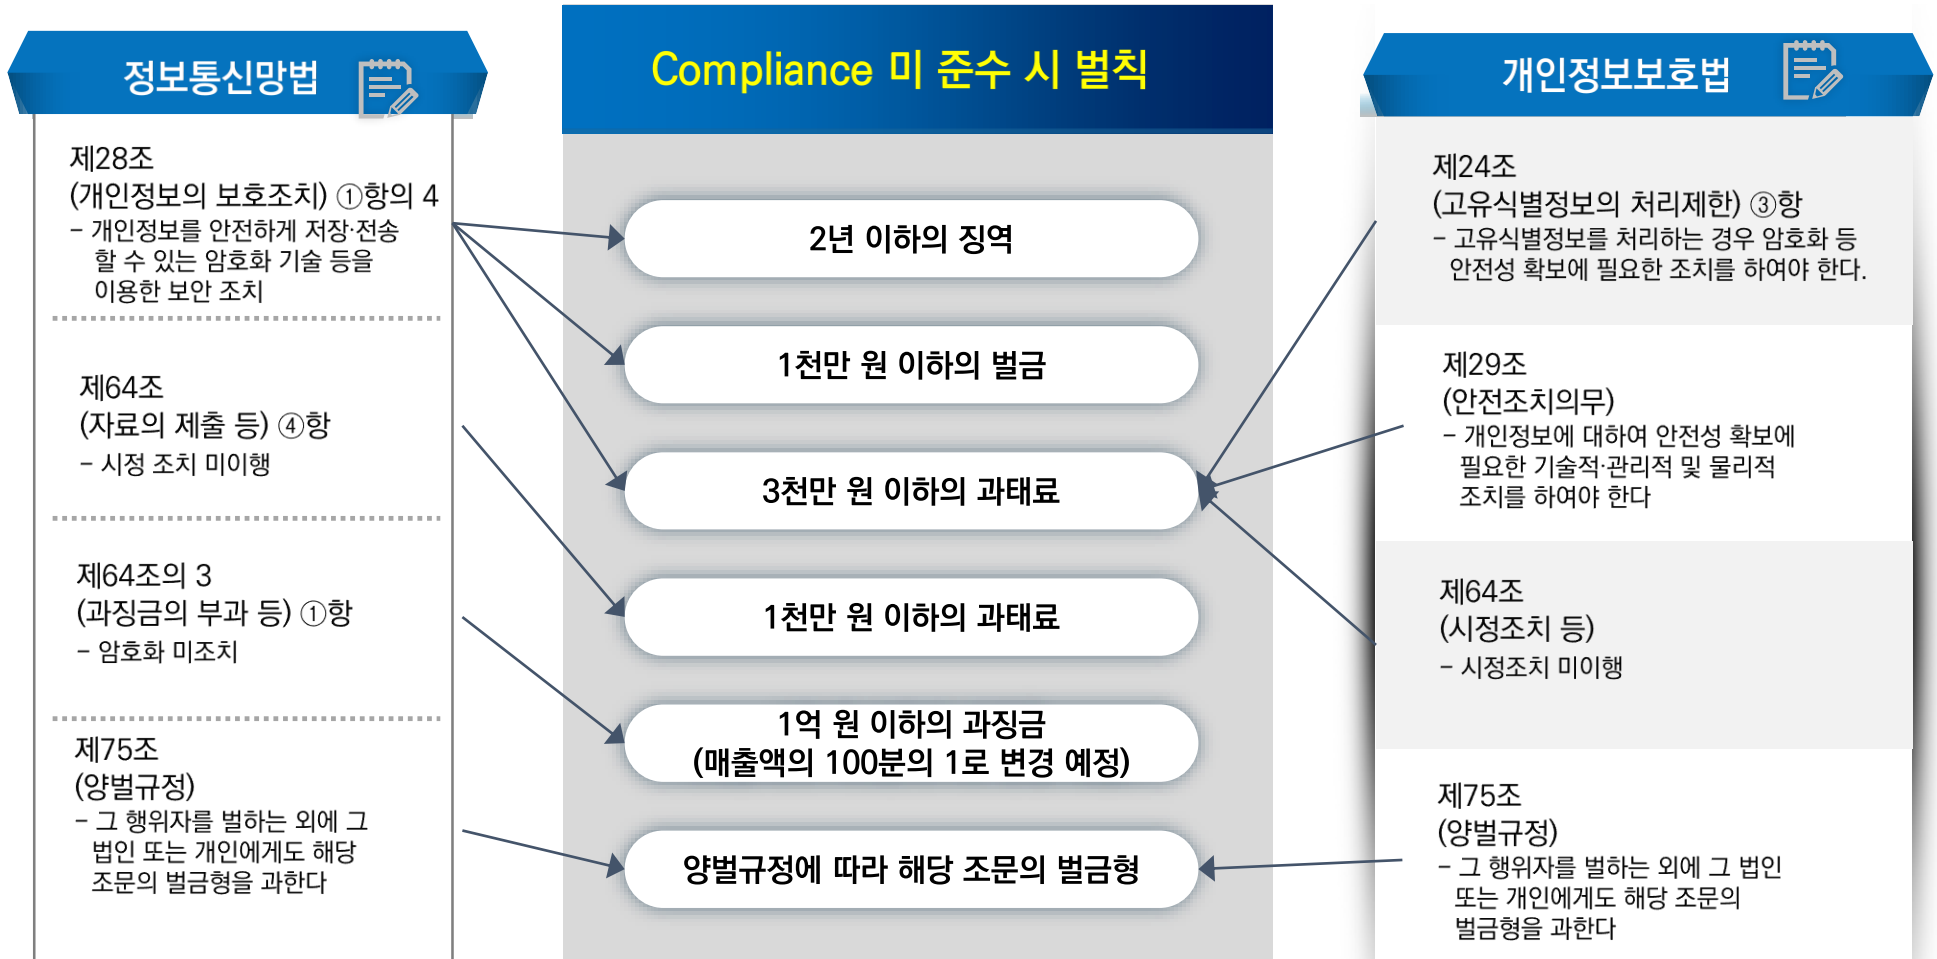 정보통신망법
제28조
(개인정보의 보호조치) ①항의 4
- 개인정보를 안전하게 저장·전송
할 수 있는 암호화 기술 등을
이용한 보안 조치
제64조
(자료의 제출 등) ④항
- 시정 조치 미이행
제64조의 3
(과징금의 부과 등) ①항
- 암호화 미조치
제75조
(양벌규정)
- 그 행위자를 벌하는 외에 그
법인 또는 개인에게도 해당
조문의 벌금형을 과한다
Compliance 미 준수 시 벌칙
2년 이하의 징역
1천만 원 이하의 벌금
3천만 원 이하의 과태료
1천만 원 이하의 과태료
1억 원 이하의 과징금
(매출액의 100분의 1로 변경 예정)
양벌규정에 따라 해당 조문의 벌금형
개인정보보호법
제24조
(고유식별정보의 처리제한) ③항
- 고유식별정보를 처리하는 경우 암호화 등
안전성 확보에 필요한 조치를 하여야 한다.
제29조
(안전조치의무)
- 개인정보에 대하여 안전성 확보에
필요한 기술적·관리적 및 물리적
조치를 하여야 한다
제64조
(시정조치 등)
- 시정조치 미이행
제75조
(양벌규정)
- 그 행위자를 벌하는 외에 그 법인
또는 개인에게도 해당 조문의
벌금형을 과한다